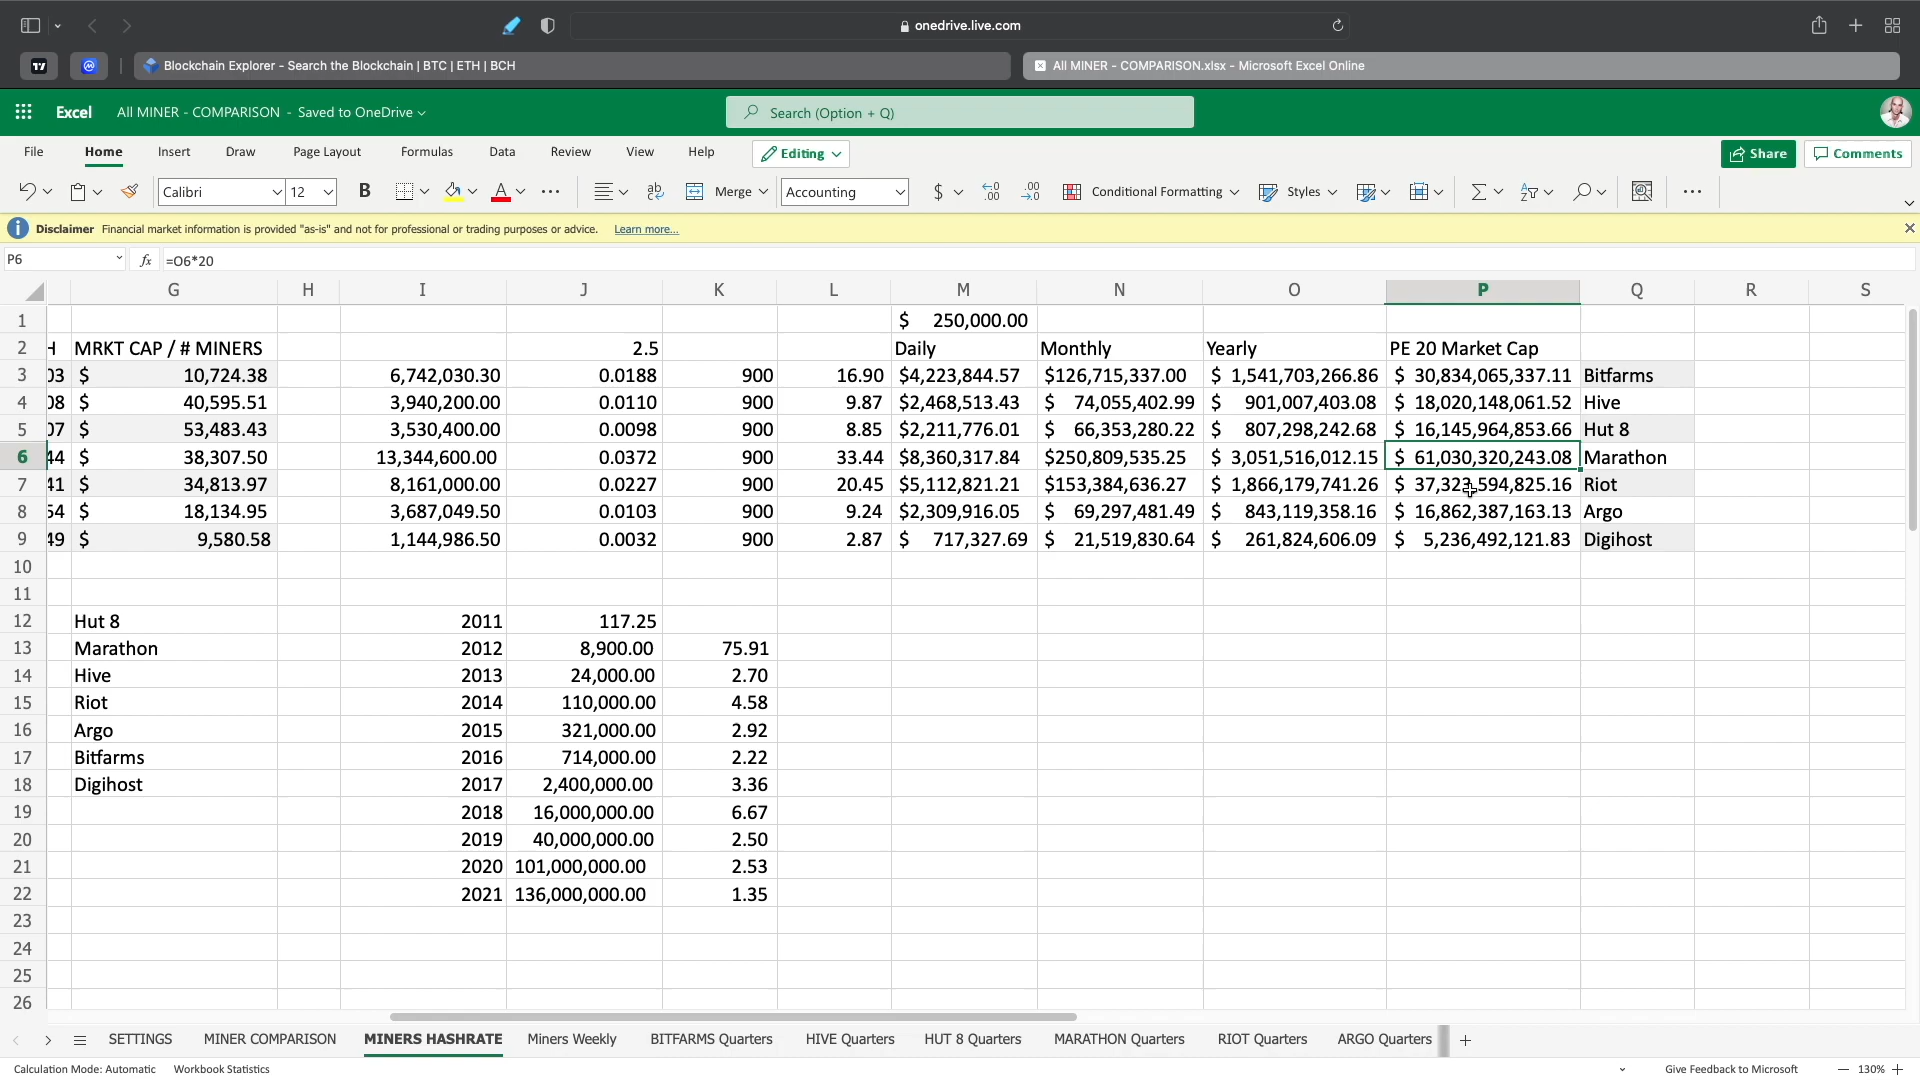 onedrive.live.com
Blockchain Explorer - Search the Blockchain | BTC | ETH | BCH
All MINER - COMPARISON.xlsx - Microsoft Excel Online
Excel All MINER - COMPARISON - Saved to OneDrive
Search (Option + Q)
File Home Insert Draw Page Layout Formulas Data Review View Help Editing Share Comments
Calibri 12 B A ab Merge Accounting $ .00 .00 Conditional Formatting Styles
Disclaimer Financial market information is provided "as-is" and not for professional or trading purposes or advice. Learn more...
P6 fx =O6*20
G H I J K L M N O P Q R S
1 $ 250,000.00
2 H MRKT CAP / # MINERS 2.5 Daily Monthly Yearly PE 20 Market Cap
3 03 $ 10,724.38 6,742,030.30 0.0188 900 16.90 $4,223,844.57 $126,715,337.00 $ 1,541,703,266.86 $ 30,834,065,337.11 Bitfarms
4 08 $ 40,595.51 3,940,200.00 0.0110 900 9.87 $2,468,513.43 $ 74,055,402.99 $ 901,007,403.08 $ 18,020,148,061.52 Hive
5 07 $ 53,483.43 3,530,400.00 0.0098 900 8.85 $2,211,776.01 $ 66,353,280.22 $ 807,298,242.68 $ 16,145,964,853.66 Hut 8
6 44 $ 38,307.50 13,344,600.00 0.0372 900 33.44 $8,360,317.84 $250,809,535.25 $ 3,051,516,012.15 $ 61,030,320,243.08 Marathon
7 41 $ 34,813.97 8,161,000.00 0.0227 900 20.45 $5,112,821.21 $153,384,636.27 $ 1,866,179,741.26 $ 37,323,594,825.16 Riot
8 54 $ 18,134.95 3,687,049.50 0.0103 900 9.24 $2,309,916.05 $ 69,297,481.49 $ 843,119,358.16 $ 16,862,387,163.13 Argo
9 49 $ 9,580.58 1,144,986.50 0.0032 900 2.87 $ 717,327.69 $ 21,519,830.64 $ 261,824,606.09 $ 5,236,492,121.83 Digihost
10
11
12 Hut 8 2011 117.25
13 Marathon 2012 8,900.00 75.91
14 Hive 2013 24,000.00 2.70
15 Riot 2014 110,000.00 4.58
16 Argo 2015 321,000.00 2.92
17 Bitfarms 2016 714,000.00 2.22
18 Digihost 2017 2,400,000.00 3.36
19 2018 16,000,000.00 6.67
20 2019 40,000,000.00 2.50
21 2020 101,000,000.00 2.53
22 2021 136,000,000.00 1.35
23
24
25
26
SETTINGS MINER COMPARISON MINERS HASHRATE Miners Weekly BITFARMS Quarters HIVE Quarters HUT 8 Quarters MARATHON Quarters RIOT Quarters ARGO Quarters
Calculation Mode: Automatic Workbook Statistics Give Feedback to Microsoft 130%